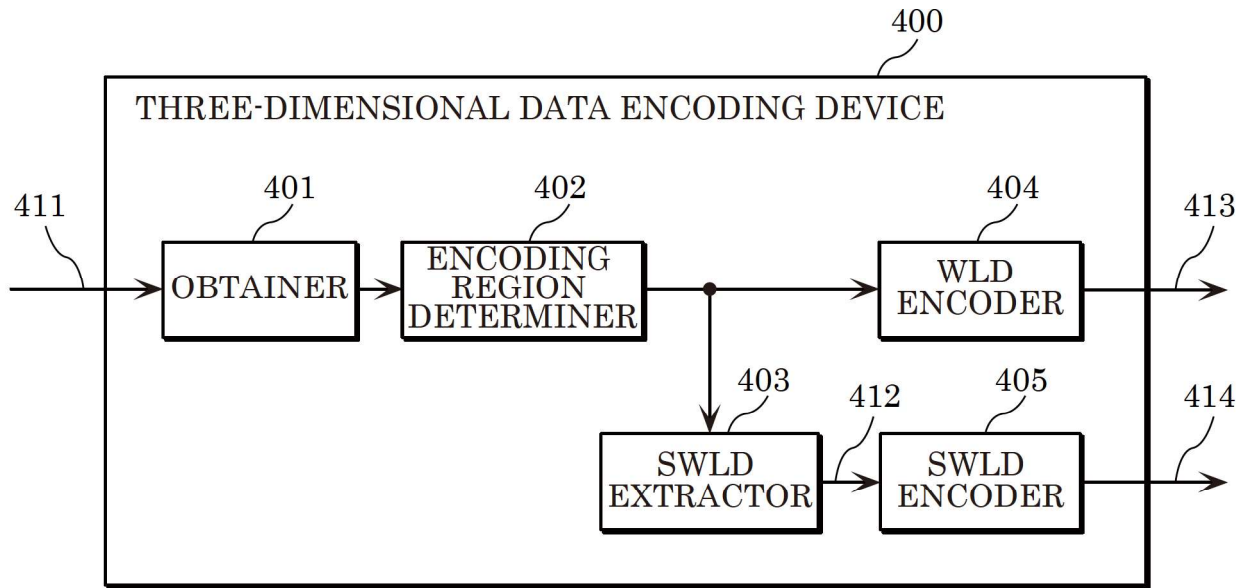 400
THREE-DIMENSIONAL DATA ENCODING DEVICE
411
401
402
404
413
OBTAINER
ENCODING
REGION
DETERMINER
WLD
ENCODER
403
412
405
414
SWLD
EXTRACTOR
SWLD
ENCODER